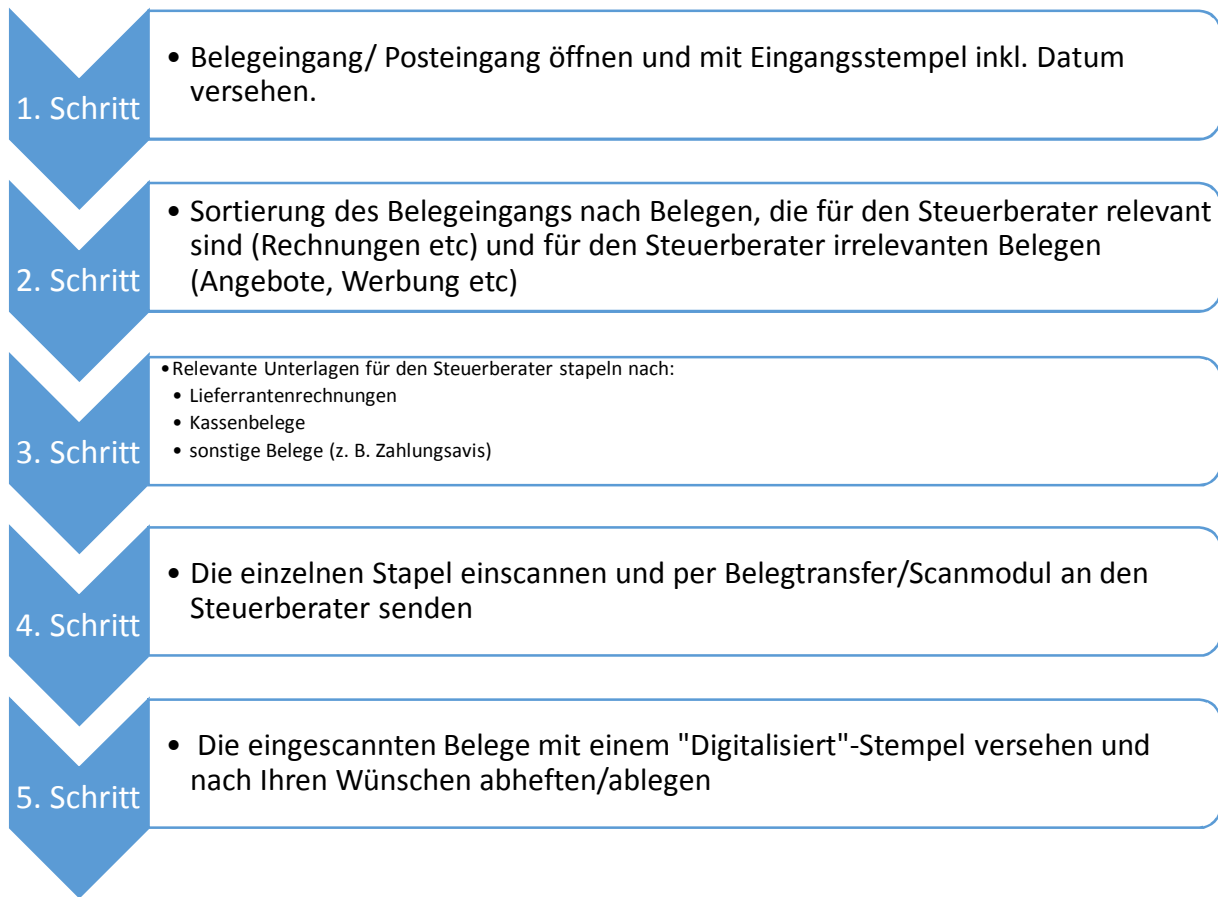 • Belegeingang/ Posteingang öffnen und mit Eingangsstempel inkl. Datum
versehen.
1. Schritt
• Sortierung des Belegeingangs nach Belegen, die für den Steuerberater relevant
sind (Rechnungen etc) und für den Steuerberater irrelevanten Belegen
(Angebote, Werbung etc)
2. Schritt
•Relevante Unterlagen für den Steuerberater stapeln nach:
• Lieferrantenrechnungen
• Kassenbelege
• sonstige Belege (z. B. Zahlungsavis)
3. Schritt
• Die einzelnen Stapel einscannen und per Belegtransfer/Scanmodul an den
Steuerberater senden
4. Schritt
• Die eingescannten Belege mit einem "Digitalisiert"-Stempel versehen und
nach Ihren Wünschen abheften/ablegen
5. Schritt